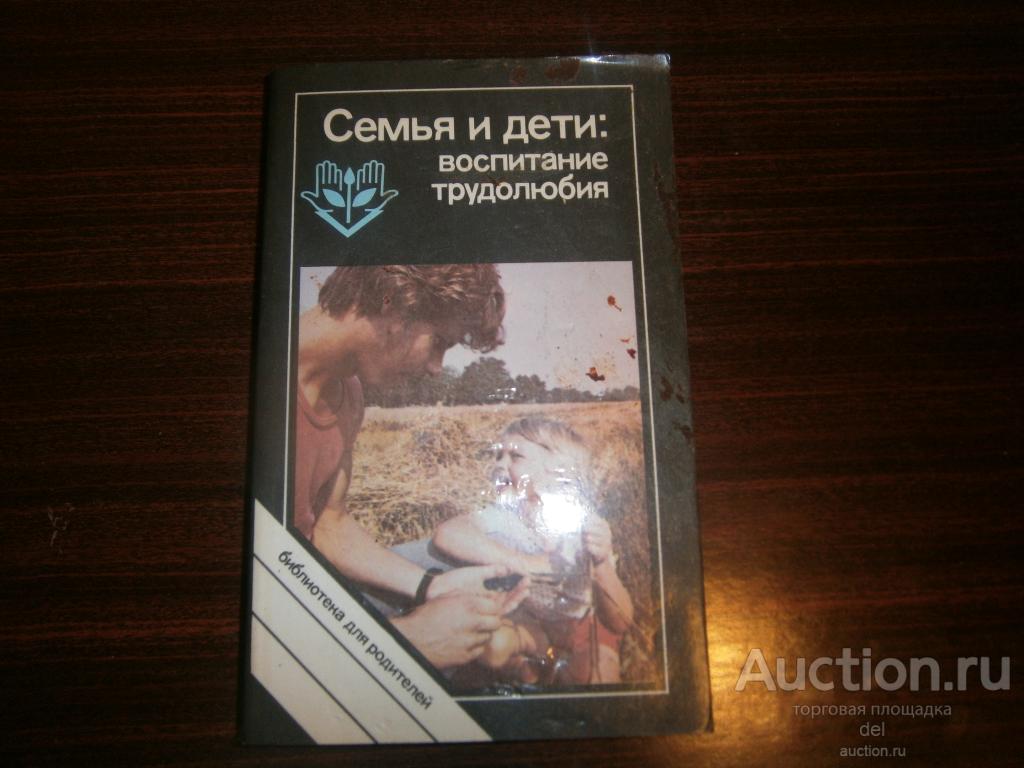 Семья и дети:
воспитание
трудолюбия
библиотека для родителей
Auction.ru
торговая площадка
del
auction.ru